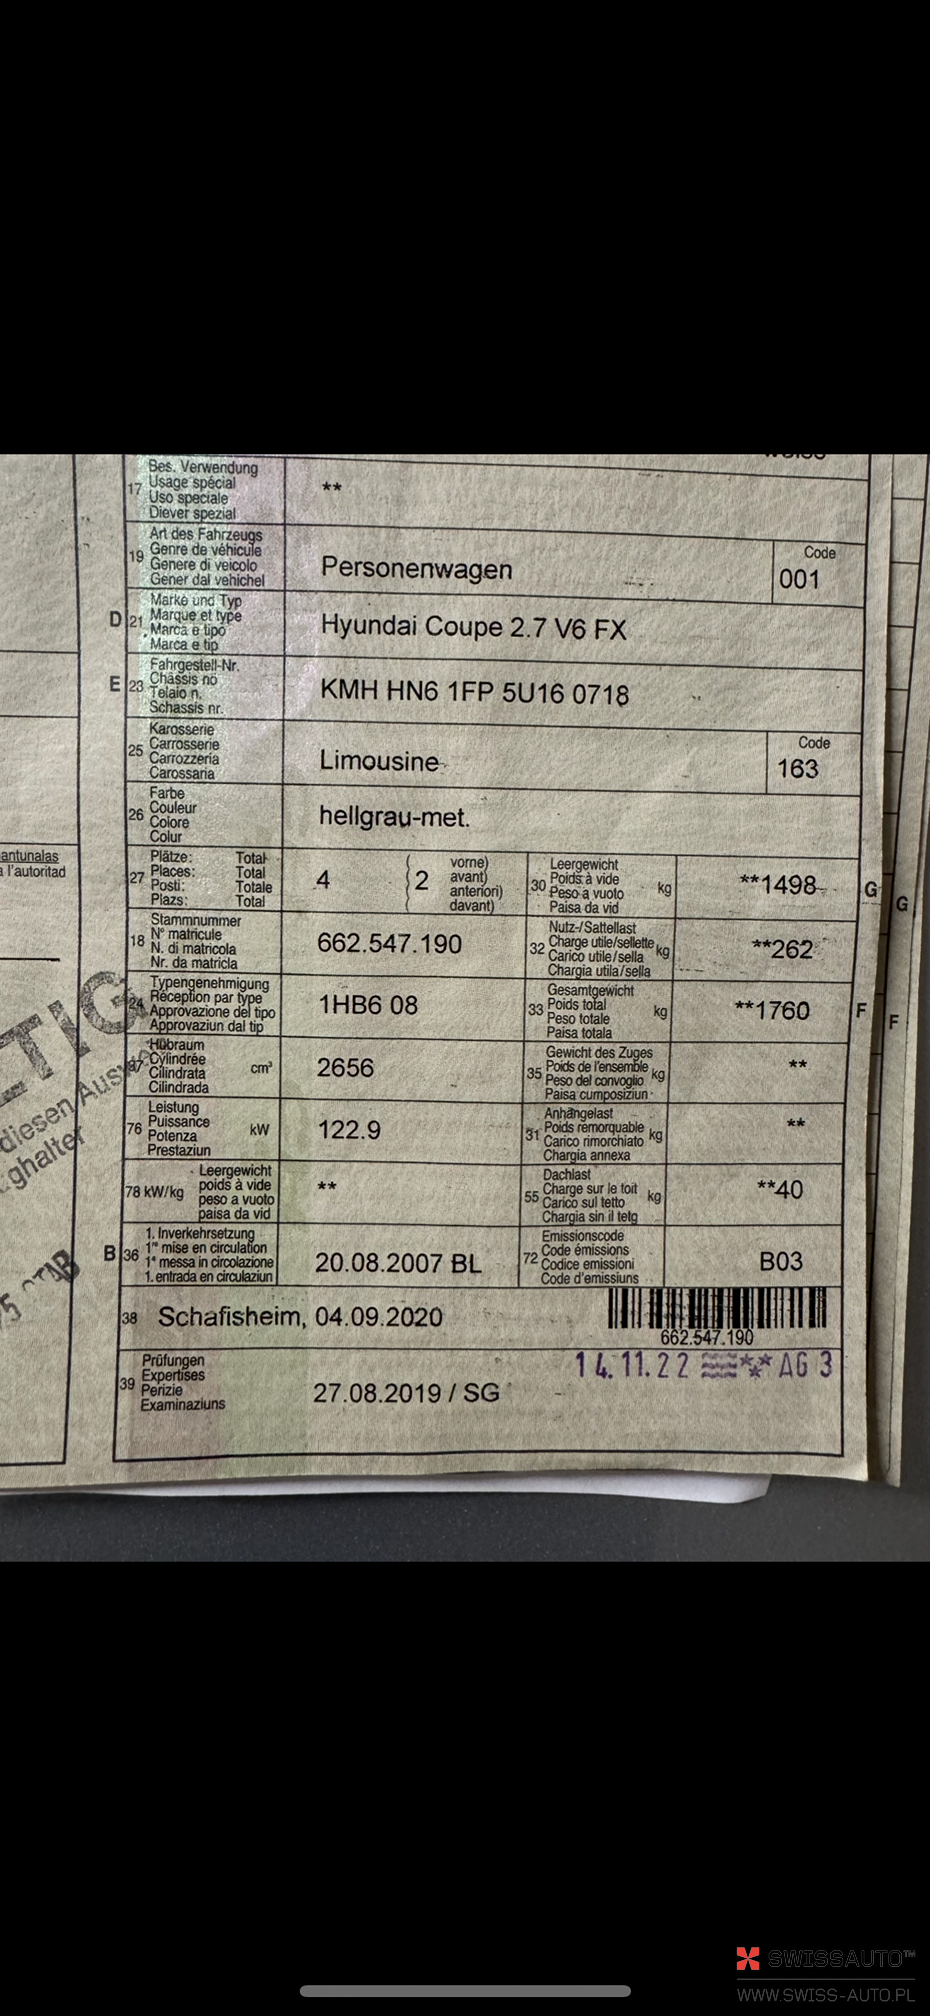 17 Bes. Verwendung
Usage spécial
Uso speciale
Diever spezial
**
19 Art des Fahrzeugs
Genre de véhicule
Genere di veicolo
Gener dal vehichel
Personenwagen
Code
001
D 21 Marke und Typ
Marque et type
Marca e tipo
Marca e tip
Hyundai Coupe 2.7 V6 FX
E 23 Fahrgestell-Nr.
Châssis no
Telaio n.
Schassis nr.
KMH HN6 1FP 5U16 0718
25 Karosserie
Carrosserie
Carrozzeria
Carossaria
Limousine
Code
163
26 Farbe
Couleur
Colore
Colur
hellgrau-met.
antunalas
a l'autoritad
27 Plätze: Total
Places: Total
Posti: Totale
Plazs: Total
4
2
vorne)
avant)
anteriori)
davant)
30 Leergewicht
Poids à vide
Peso a vuoto
Paisa da vid
kg
**1498
G
G
18 Stammnummer
N° matricule
N. di matricola
Nr. da matricla
662.547.190
32 Nutz-/Sattellast
Charge utile/sellette
Carico utile/sella
Chargia utila/sella
kg
**262
24 Typengenehmigung
Réception par type
Approvazione del tipo
Approvaziun dal tip
1HB6 08
33 Gesamtgewicht
Poids total
Peso totale
Paisa totala
kg
**1760
F
F
37 Hubraum
Cylindrée
Cilindrata
Cilindrada
cm³
2656
35 Gewicht des Zuges
Poids de l'ensemble
Peso del convoglio
Paisa cumposiziun
kg
**
diesen Ausw
ghalter
76 Leistung
Puissance
Potenza
Prestaziun
kW
122.9
31 Anhängelast
Poids remorquable
Carico rimorchiato
Chargia annexa
kg
**
78 kW/kg
Leergewicht
poids à vide
peso a vuoto
paisa da vid
**
55 Dachlast
Charge sur le toit
Carico sul tetto
Chargia sin il tetg
kg
**40
B 36 1. Inverkehrsetzung
1re mise en circulation
1a messa in circolazione
1. entrada en circulaziun
20.08.2007 BL
72 Emissionscode
Code émissions
Codice emissioni
Code d'emissiuns
B03
38 Schafisheim, 04.09.2020
662.547.190
14.11.22 AG 3
39 Prüfungen
Expertises
Perizie
Examinaziuns
27.08.2019 / SG
SWISSAUTO™
WWW.SWISS-AUTO.PL